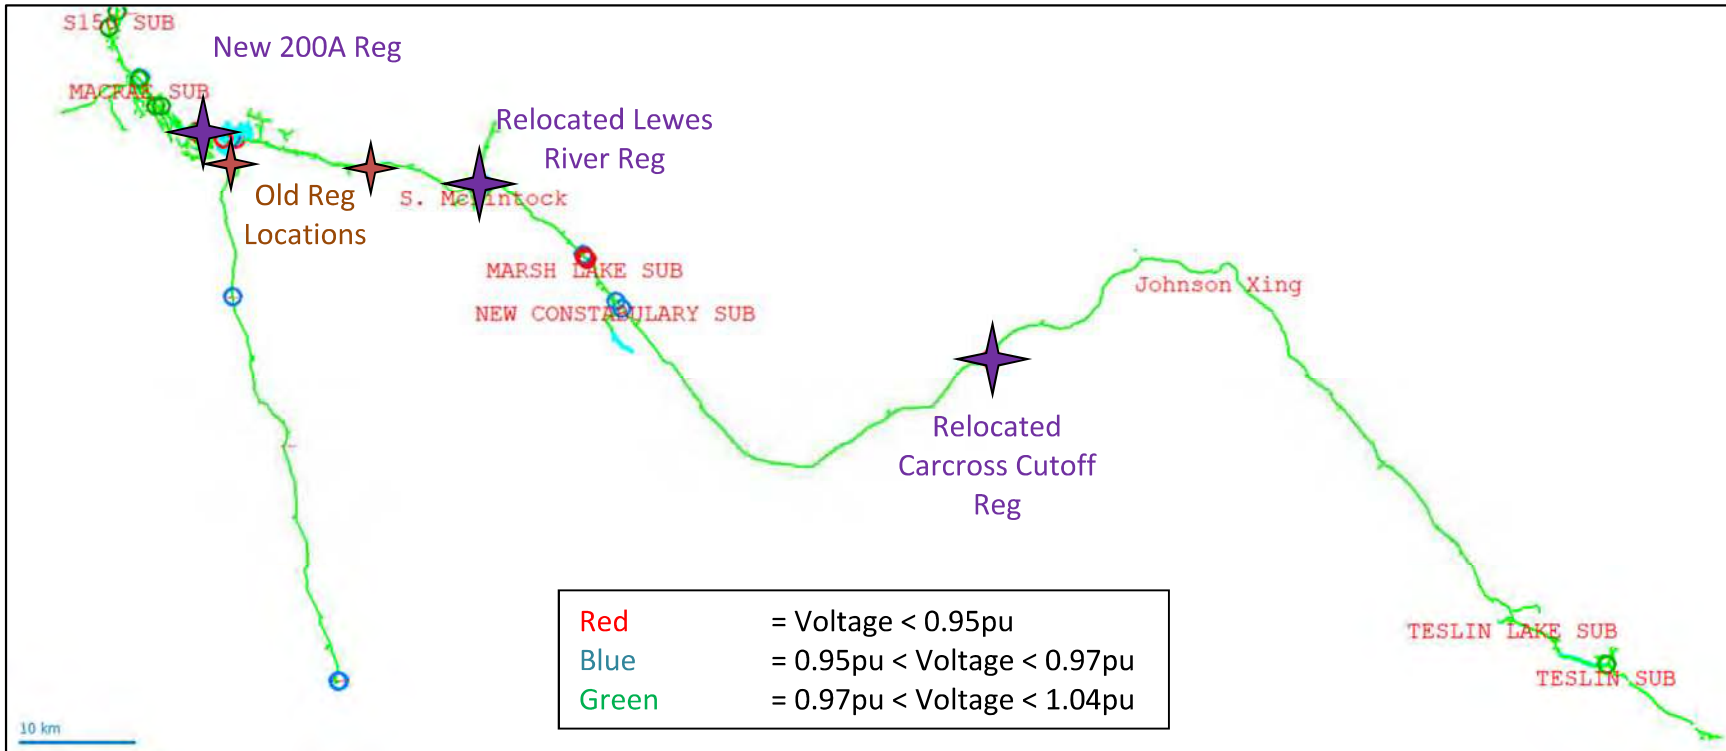 S150 SUB
New 200A Reg
MACRAE SUB
Relocated Lewes
River Reg
Old Reg
Locations
S. McClintock
MARSH LAKE SUB
NEW CONSTABULARY SUB
Johnson Xing
Relocated
Carcross Cutoff
Reg
Red = Voltage < 0.95pu
Blue = 0.95pu < Voltage < 0.97pu
Green = 0.97pu < Voltage < 1.04pu
TESLIN LAKE SUB
TESLIN SUB
10 km